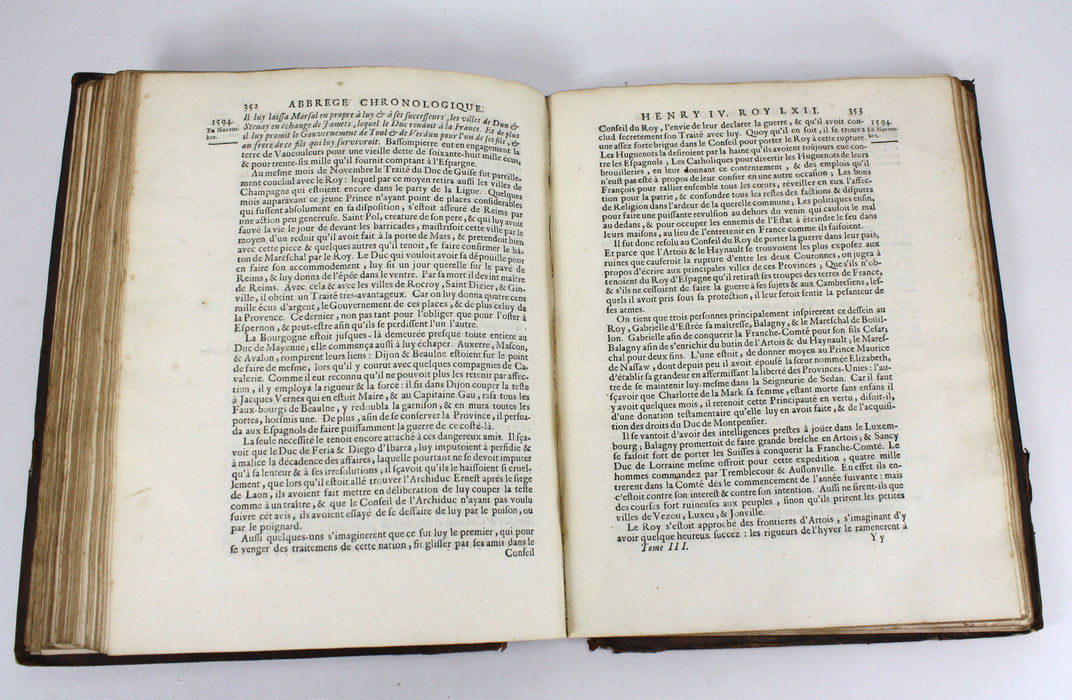 352 ABBREGE CHRONOLOGIQUE.
1594.
En Novem-
bre.
Il luy laissa Marsal en propre à luy & à ses successeurs, les villes de Dun &
Stenay en échange de Jamets, lequel le Duc rendoit à la France. Et de plus
il luy promit le Gouvernement de Toul & de Verdun pour l'un de ses fils, &
au frere de ce fils qui luy survivroit. Bassompierre eut en engagement la
terre de Vaucouleurs pour une vieille dette de soixante-huit mille écus,
& pour trente-six mille qu'il fournit comptant à l'Espagne.
Au mesme mois de Novembre le Traité du Duc de Guise fut pareille-
ment conclud avec le Roy: lequel par ce moyen retira aussi les villes de
Champagne qui estoient encore dans le party de la Ligue. Quelques
mois auparavant ce jeune Prince n'ayant point de places considerables
qui fussent absolument en sa disposition, s'estoit asseuré de Reims par
une action peu genereuse. Saint Pol, creature de son pere, & qui luy avoit
sauvé la vie le jour de devant les barricades, maistrisoit cette ville par le
moyen d'un reduit qu'il avoit fait à la porte de Mars, & pretendoit bien
avec cette piece & quelques autres qu'il tenoit, se faire confirmer le bâ-
ton de Maréschal par le Roy. Le Duc qui vouloit avoir sa dépouille pour
en faire son accommodement, luy fit un jour querelle sur le pavé de
Reims, & luy donna de l'épée dans le ventre. Par sa mort il devint maître
de Reims. Avec cela & avec les villes de Rocroy, Saint Dizier, & Gin-
ville, il obtint un Traité tres-avantageux. Car on luy donna quatre cens
mille écus d'argent, le Gouvernement de ces places, & de plus celuy de
la Provence. Ce dernier, non pas tant pour l'obliger que pour l'oster à
Espernon, & peut-estre afin qu'ils se perdissent l'un l'autre.
La Bourgogne estoit jusques-là demeurée presque toute entiere au
Duc de Mayenne; elle commença aussi à luy échaper. Auxerre, Mascon,
& Avalon, rompirent leurs liens: Dijon & Beaulne estoient sur le point
de faire de mesme, lors qu'il y courut avec quelques compagnies de Ca-
valerie. Comme il eut reconnu qu'il ne pouvoit plus les retenir par affec-
tion, il y employa la rigueur & la force: il fit dans Dijon couper la teste
à Jacques Vernes qui en estoit Maire, & au Capitaine Gau, rasa tous les
Faux-bourgs de Beaulne, y redoubla la garnison, & en mura toutes les
portes, horsmis une. De plus, afin de se conserver la Province, il persua-
da aux Espagnols de faire puissamment la guerre de ce costé-là.
La seule necessité le tenoit encore attaché à ces dangereux amis. Il sça-
voit que le Duc de Feria & Diego d'Ibarra, luy imputoient à perfidie &
à malice la décadence des affaires, laquelle pourtant ne se devoit imputer
qu'à sa lenteur & à ses irresolutions, il sçavoit qu'ils le haïssoient si cruel-
lement, que lors qu'il estoit allé trouver l'Archiduc Ernest aprés le siege
de Laon, ils avoient fait mettre en déliberation de luy couper la teste
comme à un traître, & que le Conseil de l'Archiduc n'ayant pas voulu
suivre cét avis, ils avoient essayé de se deffaire de luy par le poison, ou
par le poignard.
Aussi quelques-uns s'imaginerent que ce fut luy le premier, qui pour
se venger des traitemens de cette nation, fit glisser par ses amis dans le
Conseil
HENRY IV. ROY LXII. 353
1594.
En Novem-
bre.
Conseil du Roy, l'envie de leur declarer la guerre, & qu'il avoit con-
clud secrettement son Traité avec luy. Quoy qu'il en soit, il se trouva
une assez forte brigue dans le Conseil pour porter le Roy à cette rupture.
Les Huguenots la desiroient par la haine qu'ils avoient toûjours euë con-
tre les Espagnols; Les Catholiques pour divertir les Huguenots de leurs
brouïlleries, en leur donnant ce contentement, & des emplois qu'il
n'eust pas esté à propos de leur confier en une autre occasion; Les bons
François pour rallier ensemble tous les cœurs, réveiller en eux l'affec-
tion pour la patrie, & confondre tous les restes des factions & disputes
de Religion dans l'ardeur de la querelle commune; Les politiques enfin,
pour faire une puissante revulsion au dehors du venin qui causoit le mal
au dedans, & pour occuper les ennemis de l'Estat à éteindre le feu dans
leurs maisons, au lieu de l'entretenir en France comme ils faisoient.
Il fut donc resolu au Conseil du Roy de porter la guerre dans leur païs,
Et parce que l'Artois & le Haynault se trouvoient les plus exposez aux
ruines que causeroit la rupture d'entre les deux Couronnes, on jugea à
propos d'écrire aux principales villes de ces Provinces; Que s'ils n'ob-
tenoient du Roy d'Espagne qu'il retirast ses troupes des terres de France,
& s'ils ne cessoient de faire la guerre à ses sujets & aux Cambresiens, les-
quels il avoit pris sous sa protection, il leur feroit sentir la pesanteur de
ses armes.
On tient que trois personnes principalement inspirerent ce dessein au
Roy, Gabrielle d'Estrée sa maîtresse, Balagny, & le Mareschal de Boüil-
lon. Gabrielle afin de conquerir la Franche-Comté pour son fils Cesar,
Balagny afin de s'enrichir du butin de l'Artois & du Haynault; le Mares-
chal pour deux fins. L'une estoit, de donner moyen au Prince Maurice
de Nassaw, dont depuis peu il avoit épousé la sœur nommée Elizabeth,
d'établir sa grandeur en affermissant la liberté des Provinces-Unies: l'au-
tre de se maintenir luy-mesme dans la Seigneurie de Sedan. Car il faut
sçavoir que Charlotte de la Mark sa femme, estant morte sans enfans il
y avoit quelques mois, il retenoit cette Principauté en vertu, disoit-il,
d'une donation testamentaire qu'elle luy en avoit faite, & de l'acquisi-
tion des droits du Duc de Montpensier.
Il se vantoit d'avoir des intelligences prestes à joüer dans le Luxem-
bourg; Balagny promettoit de faire grande bresche en Artois, & Sancy
se faisoit fort de porter les Suisses à conquerir la Franche-Comté. Le
Duc de Lorraine mesme offroit pour cette expedition, quatre mille
hommes commandez par Tremblecour & Aussonville. En effet ils en-
trerent dans la Comté dés le commencement de l'année suivante: mais
c'estoit contre son interest & contre son intention. Aussi ne firent-ils que
des courses fort ruineuses aux peuples, sinon qu'ils prirent les petites
villes de Vezou, Luxeu, & Jonville.
Le Roy s'estoit approché des frontieres d'Artois, s'imaginant d'y
avoir quelque heureux succez: les rigueurs de l'hyver le ramenerent à
Tome III. Yy